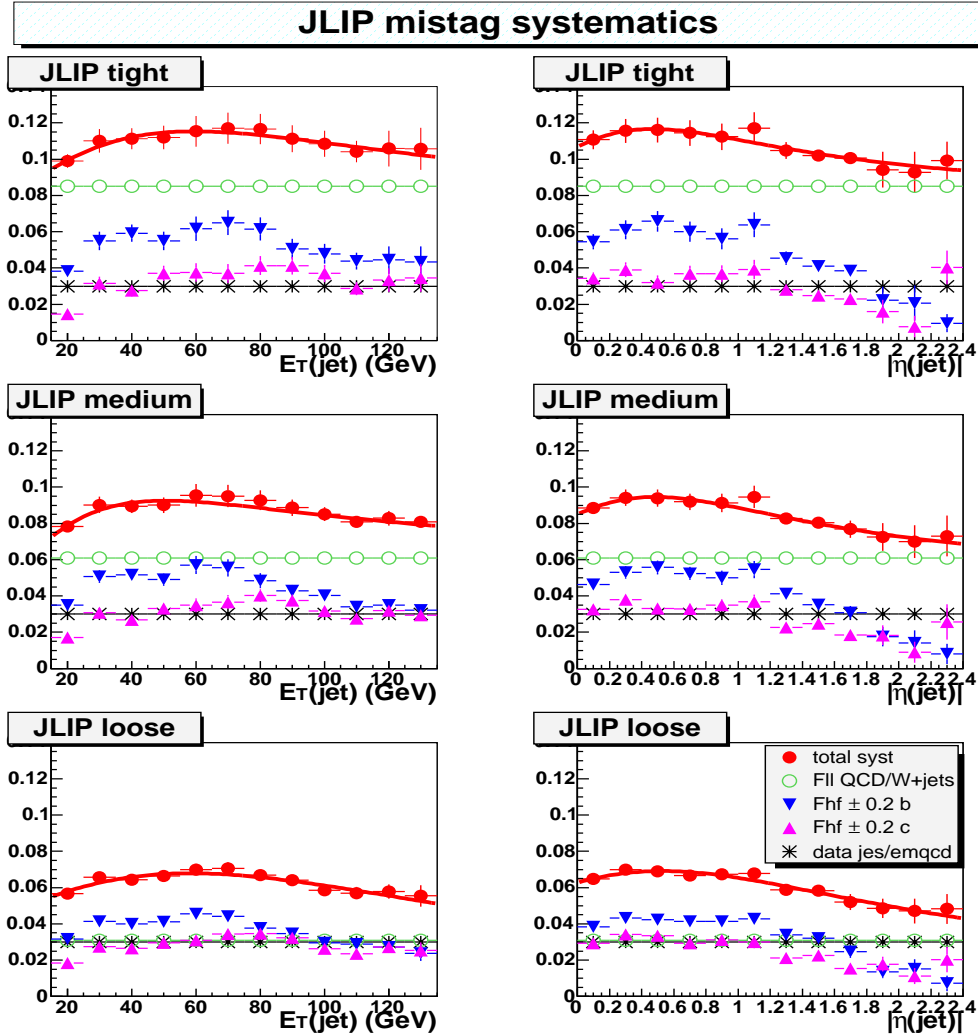 JLIP mistag systematics
JLIP tight
0.12
0.1
0.08
0.06
0.04
0.02
0
20 40 60 80 100 120
ET(jet) (GeV)
JLIP tight
0.12
0.1
0.08
0.06
0.04
0.02
0
0 0.2 0.4 0.6 0.8 1 1.2 1.4 1.6 1.8 2 2.2 2.4
|η(jet)|
JLIP medium
0.12
0.1
0.08
0.06
0.04
0.02
0
20 40 60 80 100 120
ET(jet) (GeV)
JLIP medium
0.12
0.1
0.08
0.06
0.04
0.02
0
0 0.2 0.4 0.6 0.8 1 1.2 1.4 1.6 1.8 2 2.2 2.4
|η(jet)|
JLIP loose
0.12
0.1
0.08
0.06
0.04
0.02
0
20 40 60 80 100 120
ET(jet) (GeV)
JLIP loose
0.12
0.1
0.08
0.06
0.04
0.02
0
0 0.2 0.4 0.6 0.8 1 1.2 1.4 1.6 1.8 2 2.2 2.4
|η(jet)|
total syst
Fll QCD/W+jets
Fhf ± 0.2 b
Fhf ± 0.2 c
data jes/emqcd